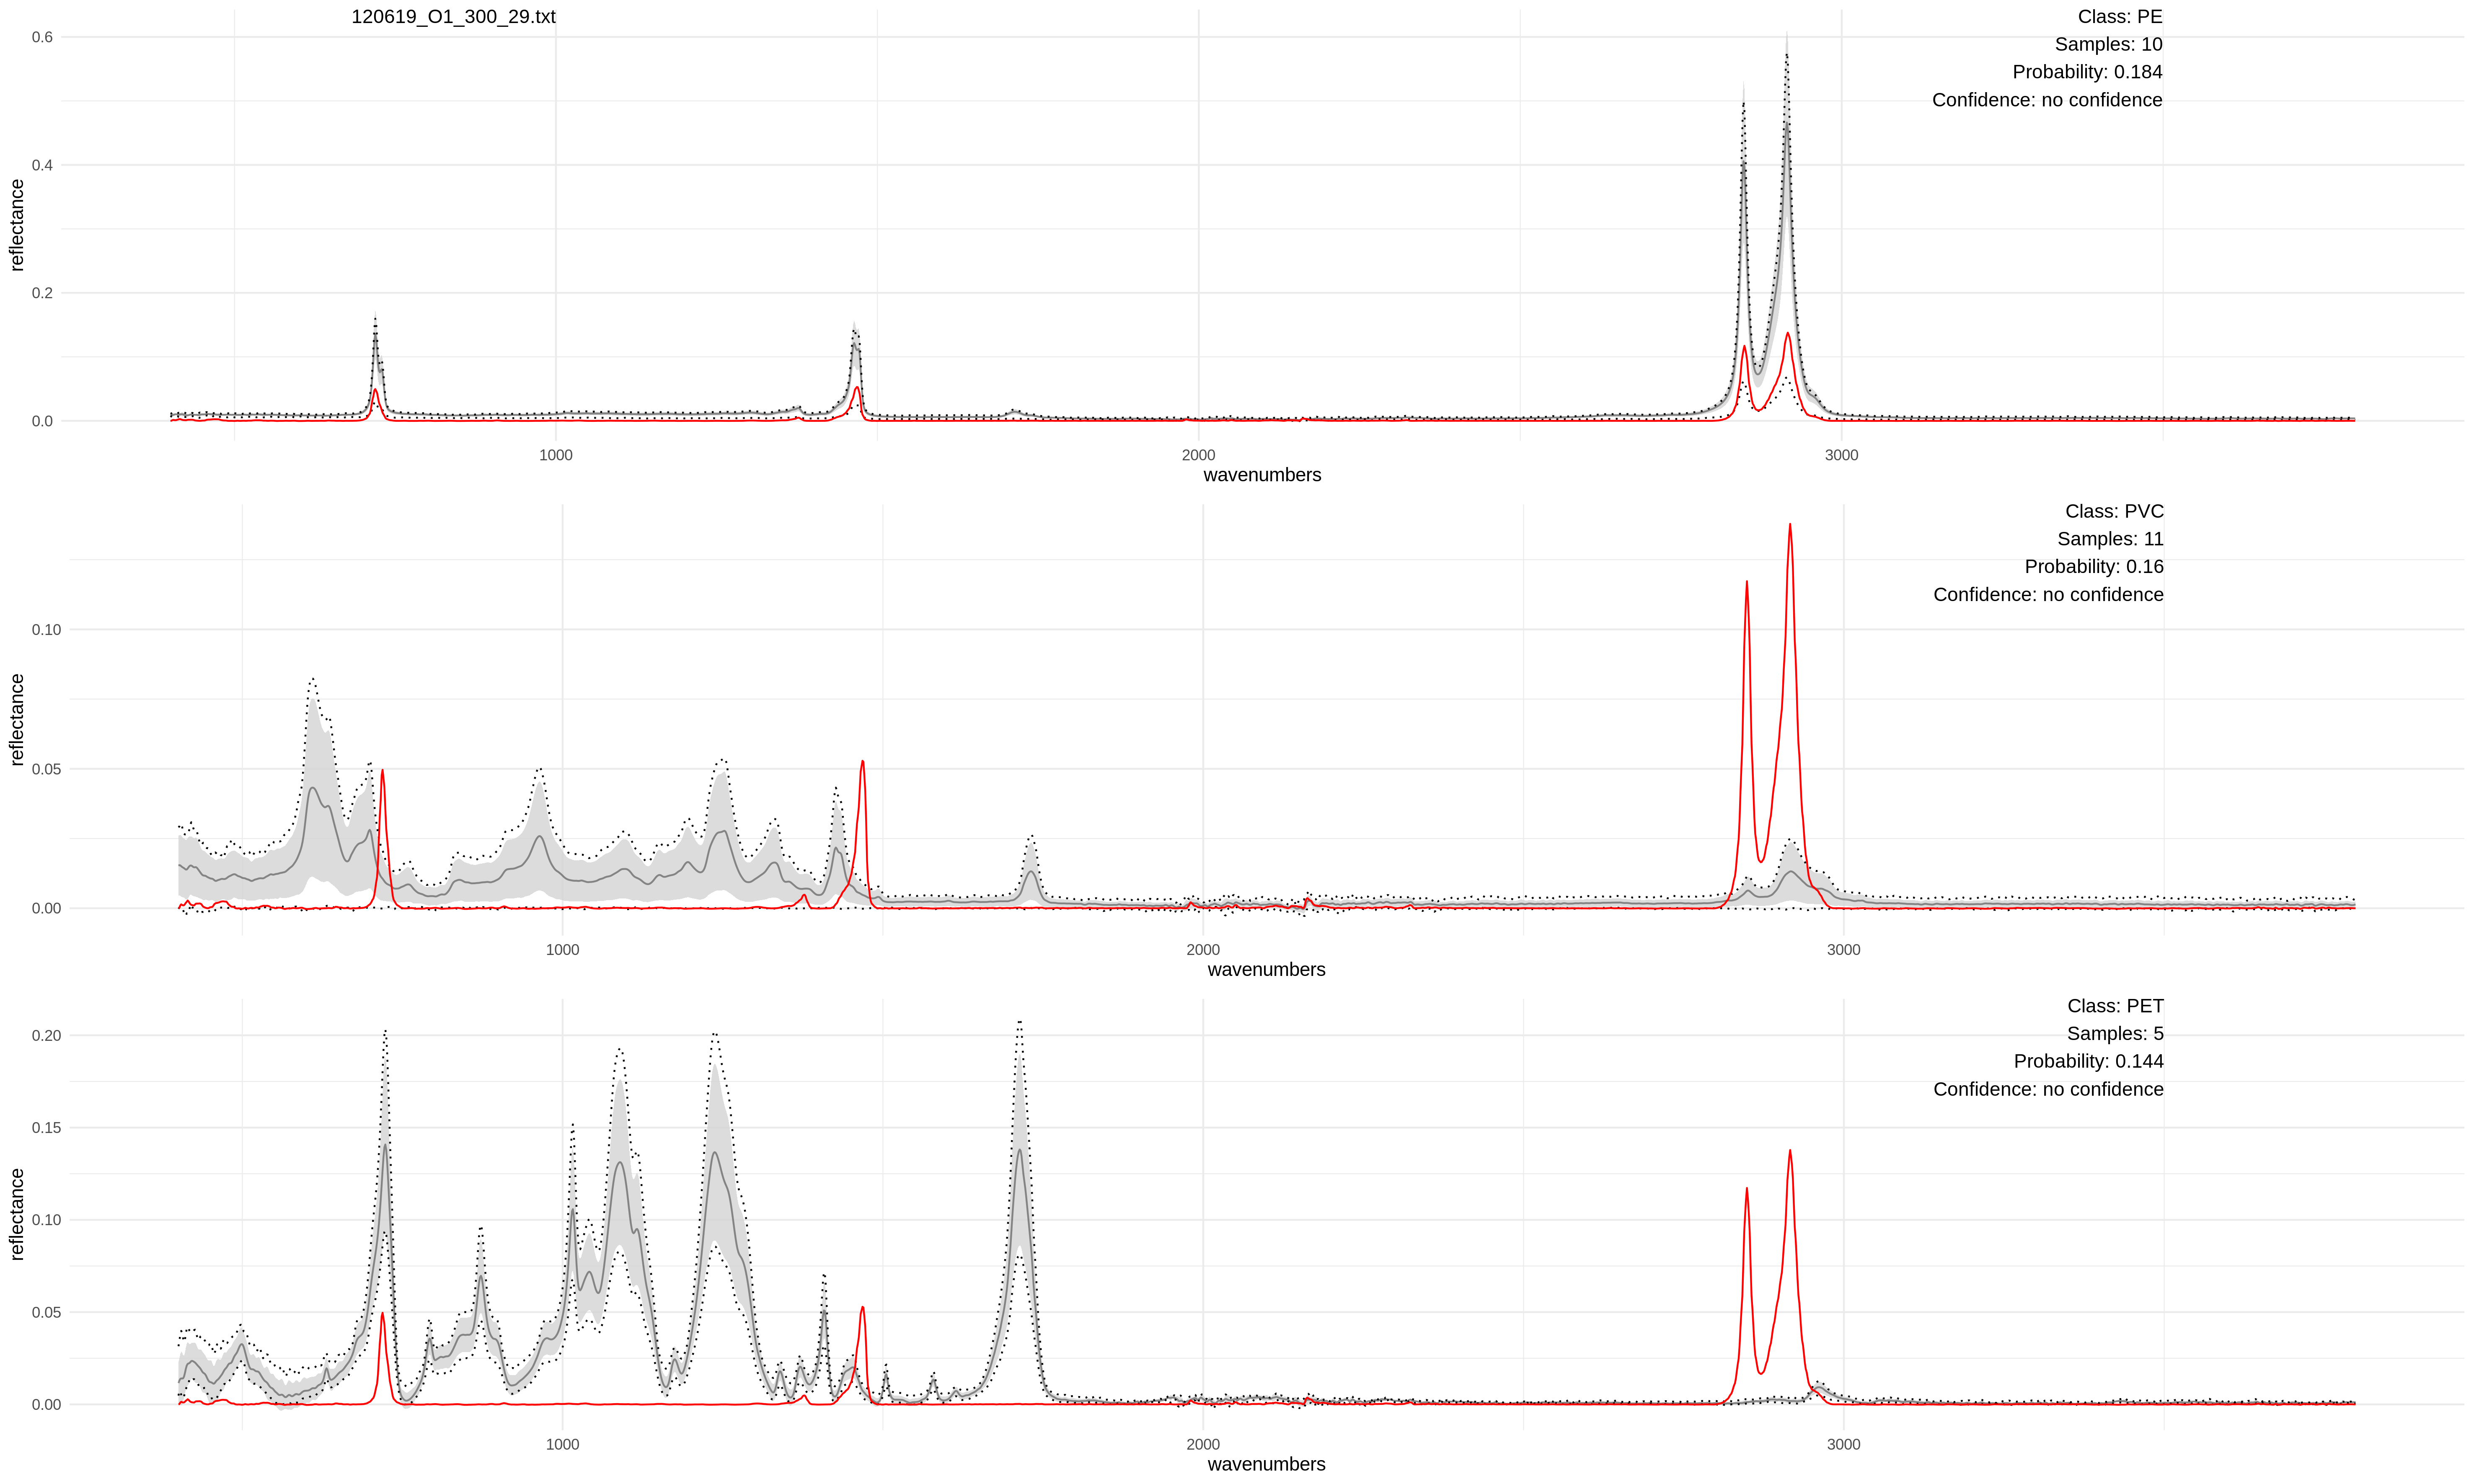 120619_O1_300_29.txt
Class: PE
Samples: 10
Probability: 0.184
Confidence: no confidence
0.6
0.4
0.2
0.0
reflectance
1000 2000 3000
wavenumbers
Class: PVC
Samples: 11
Probability: 0.16
Confidence: no confidence
0.10
0.05
0.00
reflectance
1000 2000 3000
wavenumbers
Class: PET
Samples: 5
Probability: 0.144
Confidence: no confidence
0.20
0.15
0.10
0.05
0.00
reflectance
1000 2000 3000
wavenumbers